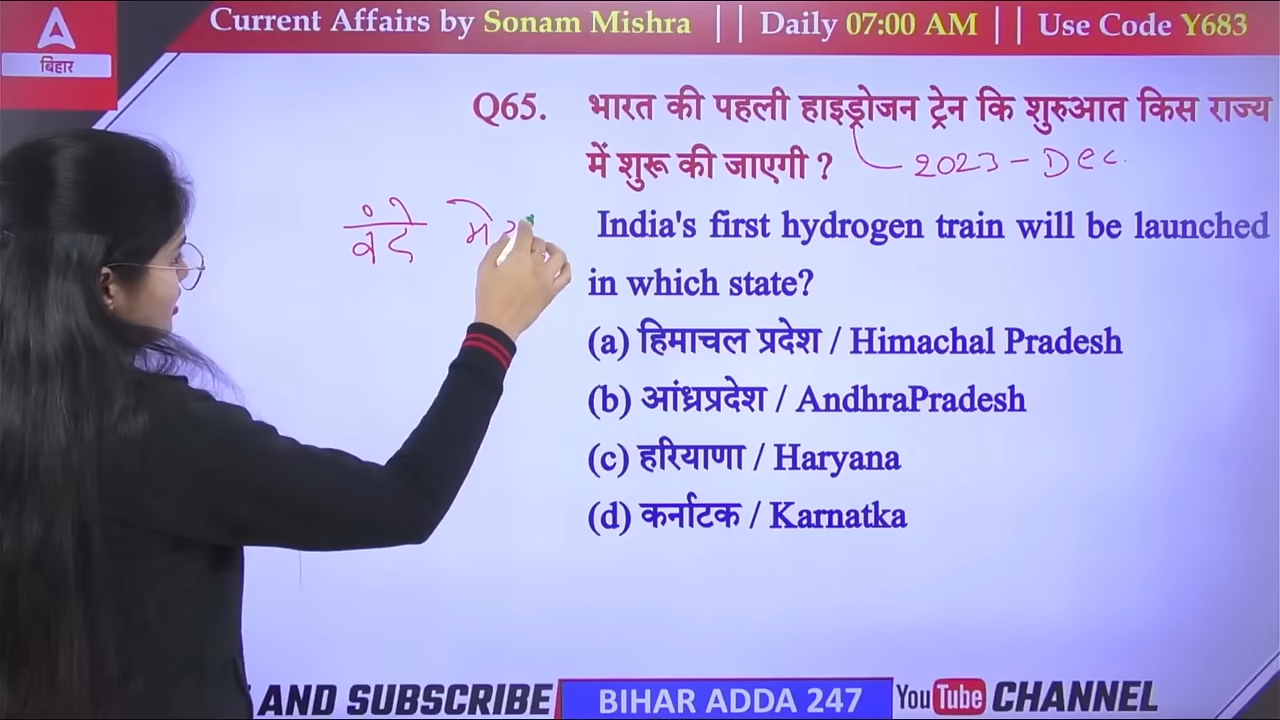 Current Affairs by Sonam Mishra || Daily 07:00 AM || Use Code Y683
बिहार
Q65. भारत की पहली हाइड्रोजन ट्रेन कि शुरुआत किस राज्य
में शुरू की जाएगी ? 2023 - Dec.
वंदे
India's first hydrogen train will be launched
in which state?
(a) हिमाचल प्रदेश / Himachal Pradesh
(b) आंध्रप्रदेश / AndhraPradesh
(c) हरियाणा / Haryana
(d) कर्नाटक / Karnatka
AND SUBSCRIBE BIHAR ADDA 247 YouTube CHANNEL